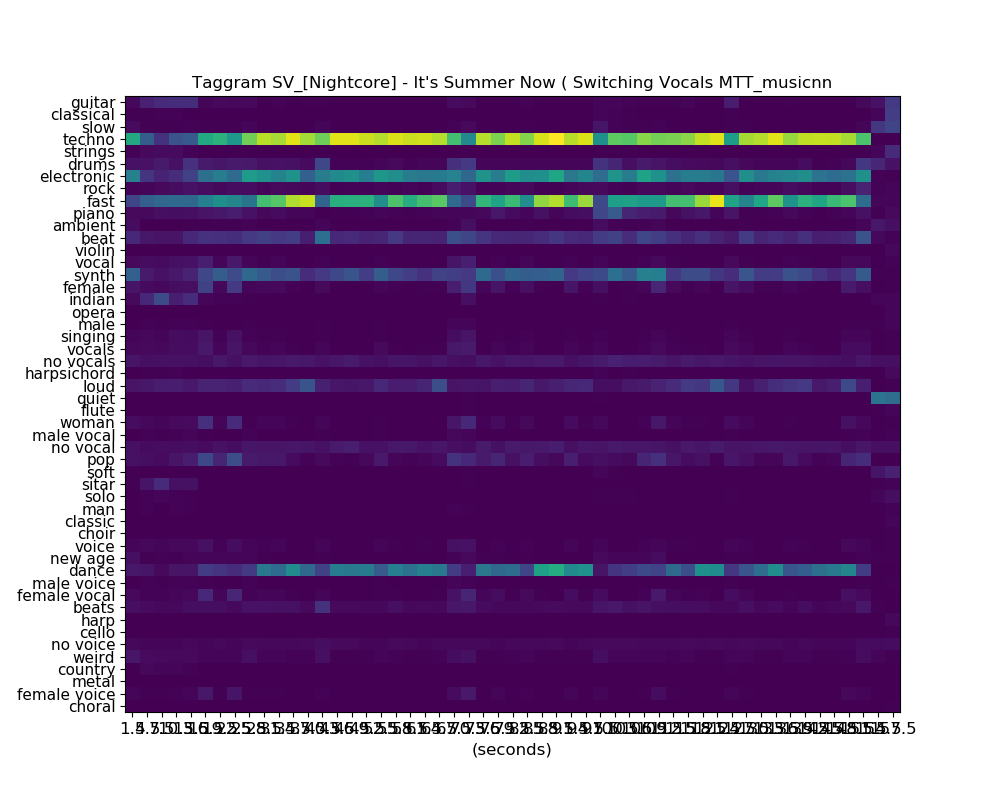 Taggram SV_[Nightcore] - It's Summer Now ( Switching Vocals MTT_musicnn
guitar
classical
slow
techno
strings
drums
electronic
rock
fast
piano
ambient
beat
violin
vocal
synth
female
indian
opera
male
singing
vocals
no vocals
harpsichord
loud
quiet
flute
woman
male vocal
no vocal
pop
soft
sitar
solo
man
classic
choir
voice
new age
dance
male voice
female vocal
beats
harp
cello
no voice
weird
country
metal
female voice
choral
(seconds)